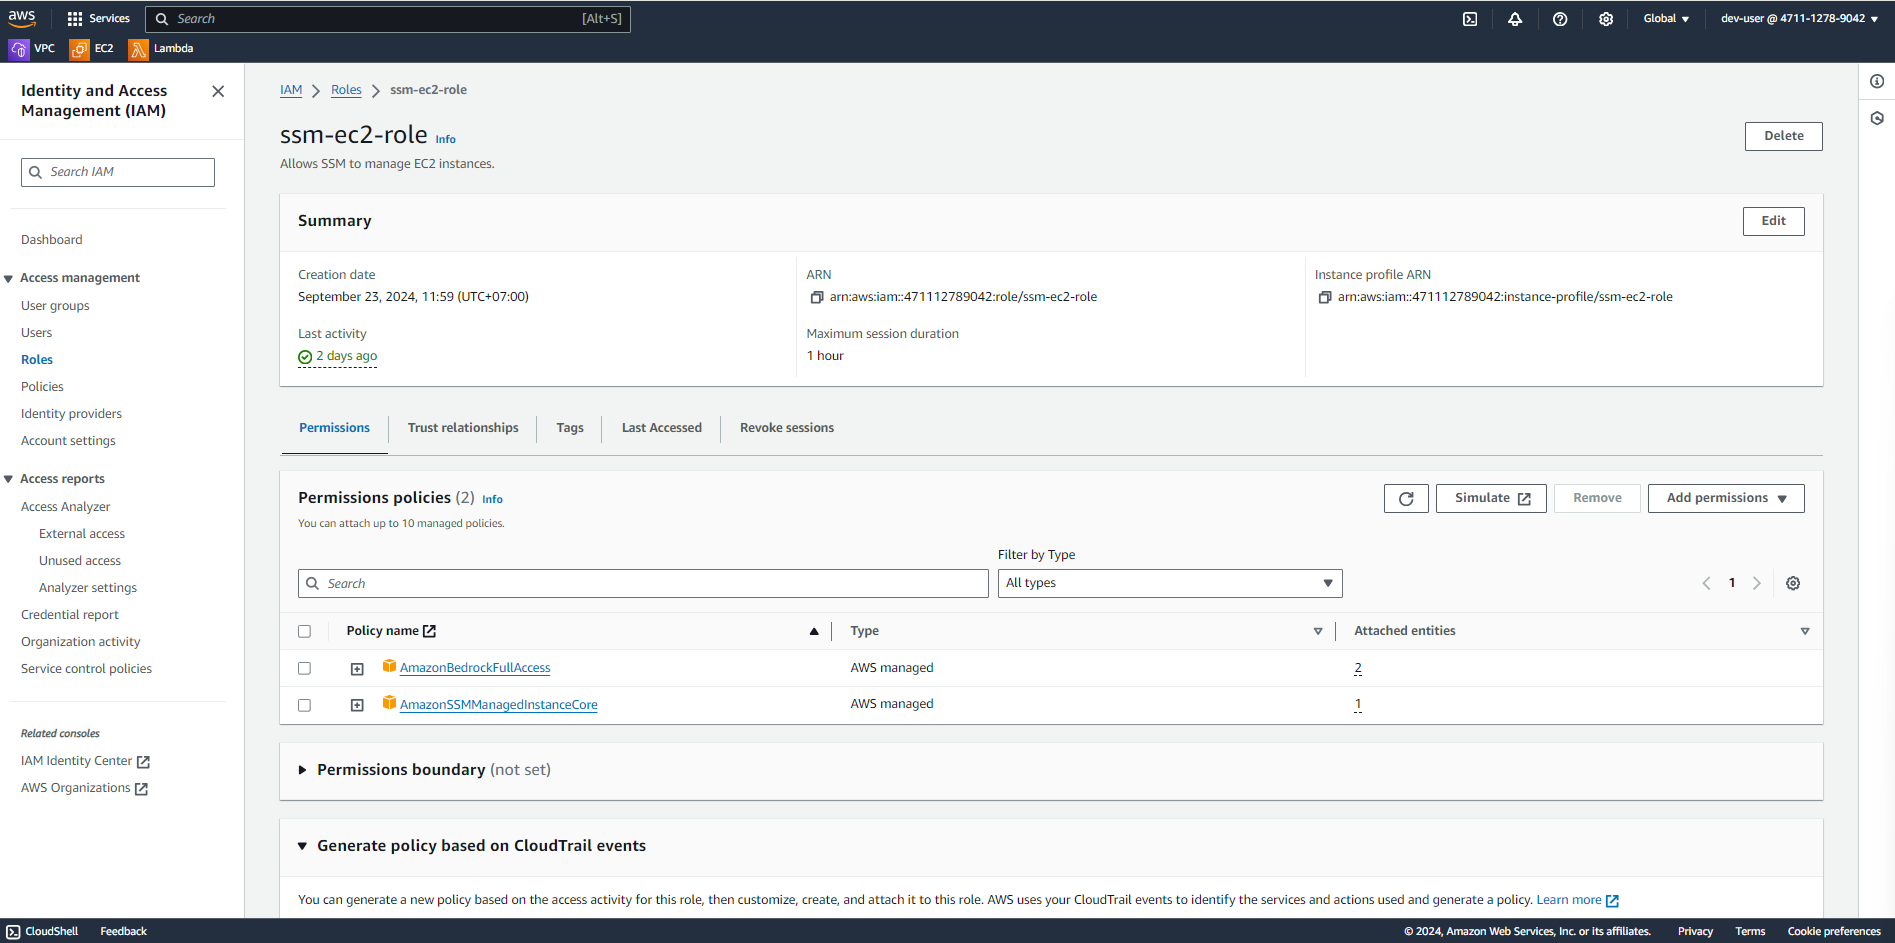 aws
Services
Search
[Alt+S]
Global
dev-user @ 4711-1278-9042
VPC
EC2
Lambda
Identity and Access
Management (IAM)
Search IAM
Dashboard
Access management
User groups
Users
Roles
Policies
Identity providers
Account settings
Access reports
Access Analyzer
External access
Unused access
Analyzer settings
Credential report
Organization activity
Service control policies
Related consoles
IAM Identity Center
AWS Organizations
IAM
Roles
ssm-ec2-role
ssm-ec2-role Info
Delete
Allows SSM to manage EC2 instances.
Summary
Edit
Creation date
September 23, 2024, 11:59 (UTC+07:00)
ARN
arn:aws:iam::471112789042:role/ssm-ec2-role
Instance profile ARN
arn:aws:iam::471112789042:instance-profile/ssm-ec2-role
Last activity
2 days ago
Maximum session duration
1 hour
Permissions
Trust relationships
Tags
Last Accessed
Revoke sessions
Permissions policies (2) Info
Simulate
Remove
Add permissions
You can attach up to 10 managed policies.
Filter by Type
Search
All types
1
Policy name
Type
Attached entities
AmazonBedrockFullAccess
AWS managed
2
AmazonSSMManagedInstanceCore
AWS managed
1
Permissions boundary (not set)
Generate policy based on CloudTrail events
You can generate a new policy based on the access activity for this role, then customize, create, and attach it to this role. AWS uses your CloudTrail events to identify the services and actions used and generate a policy. Learn more
CloudShell
Feedback
© 2024, Amazon Web Services, Inc. or its affiliates.
Privacy
Terms
Cookie preferences